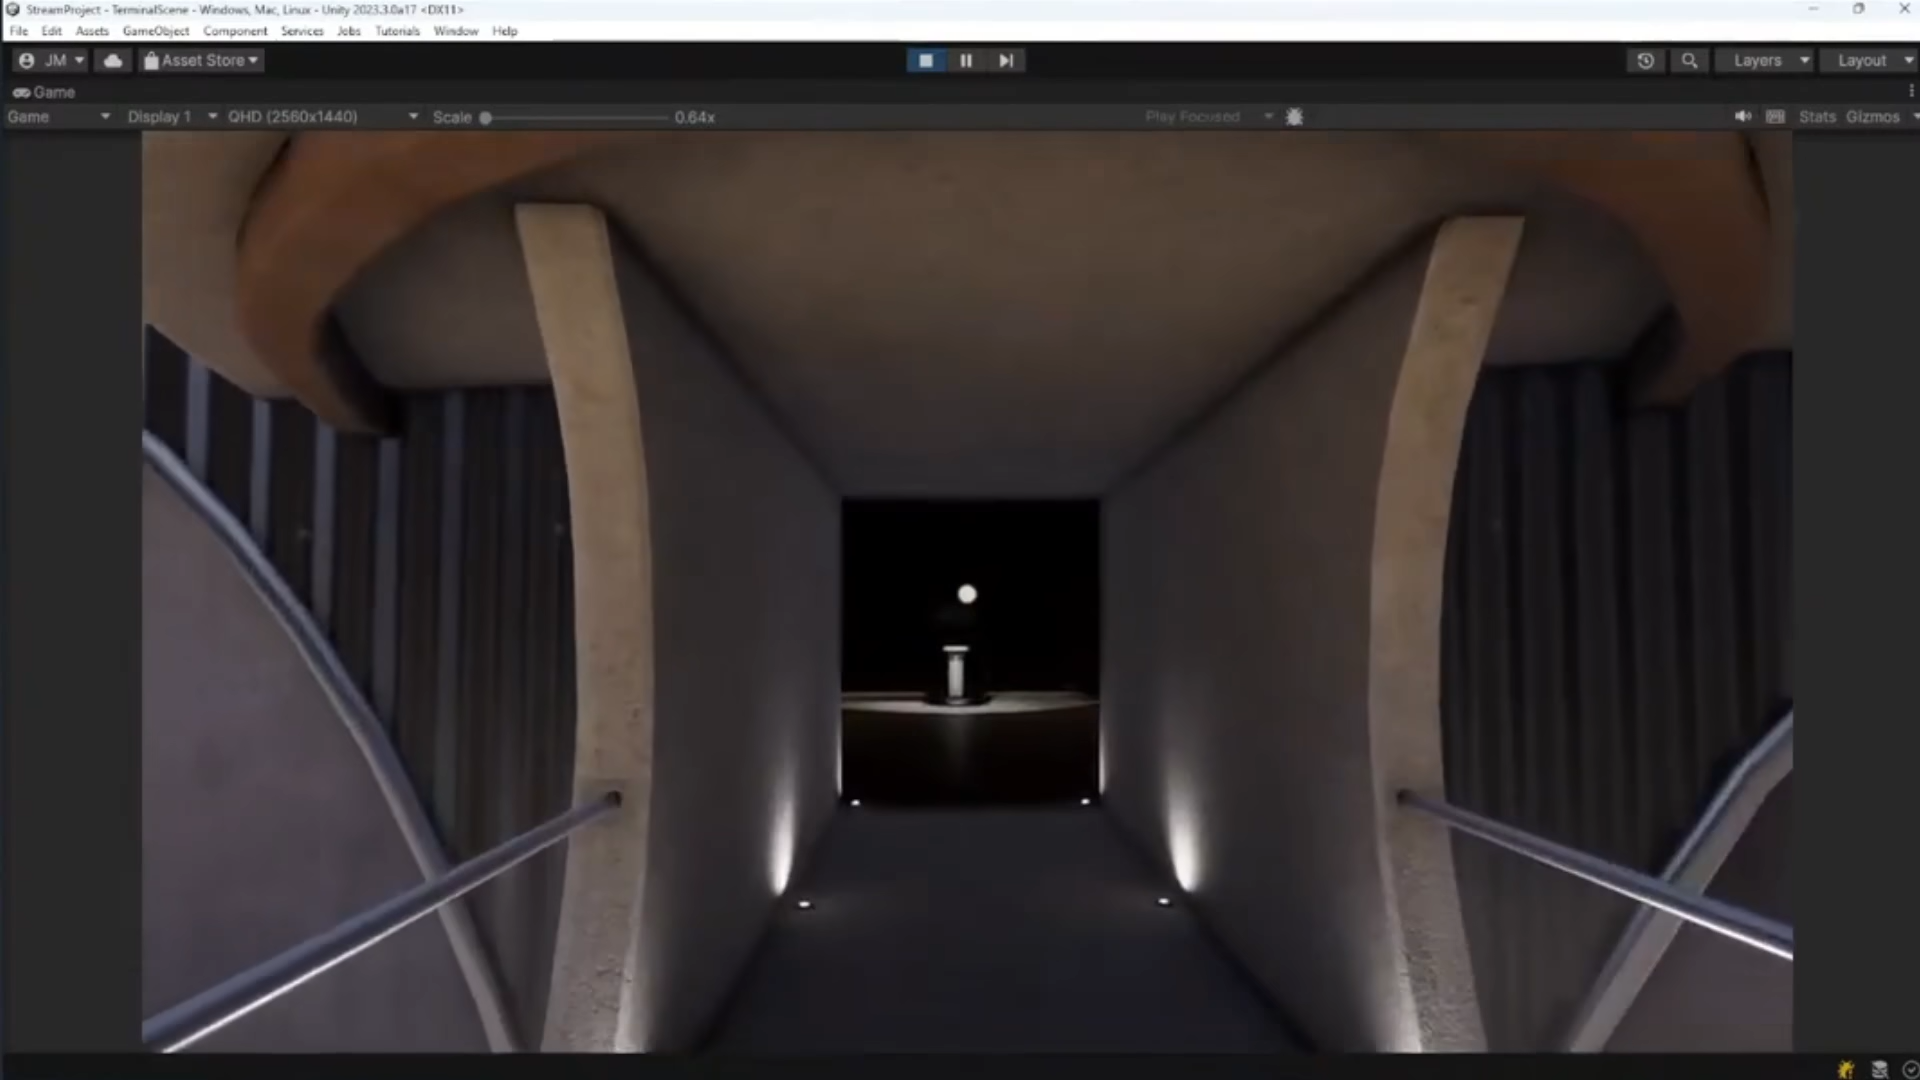 StreamProject - TerminalScene - Windows, Mac, Linux - Unity 2023.3.0a17 <DX11>
File Edit Assets GameObject Component Services Jobs Tutorials Window Help
JM Asset Store Layers Layout
Game
Game Display 1 QHD (2560x1440) Scale 0.64x Play Focused Stats Gizmos